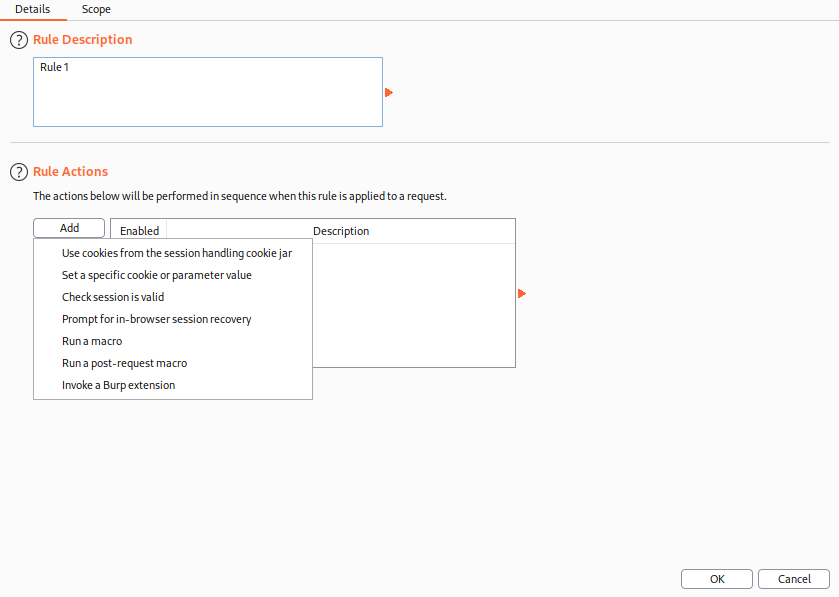 Details Scope
? Rule Description
Rule 1
? Rule Actions
The actions below will be performed in sequence when this rule is applied to a request.
Add Enabled Description
Use cookies from the session handling cookie jar
Set a specific cookie or parameter value
Check session is valid
Prompt for in-browser session recovery
Run a macro
Run a post-request macro
Invoke a Burp extension
OK Cancel